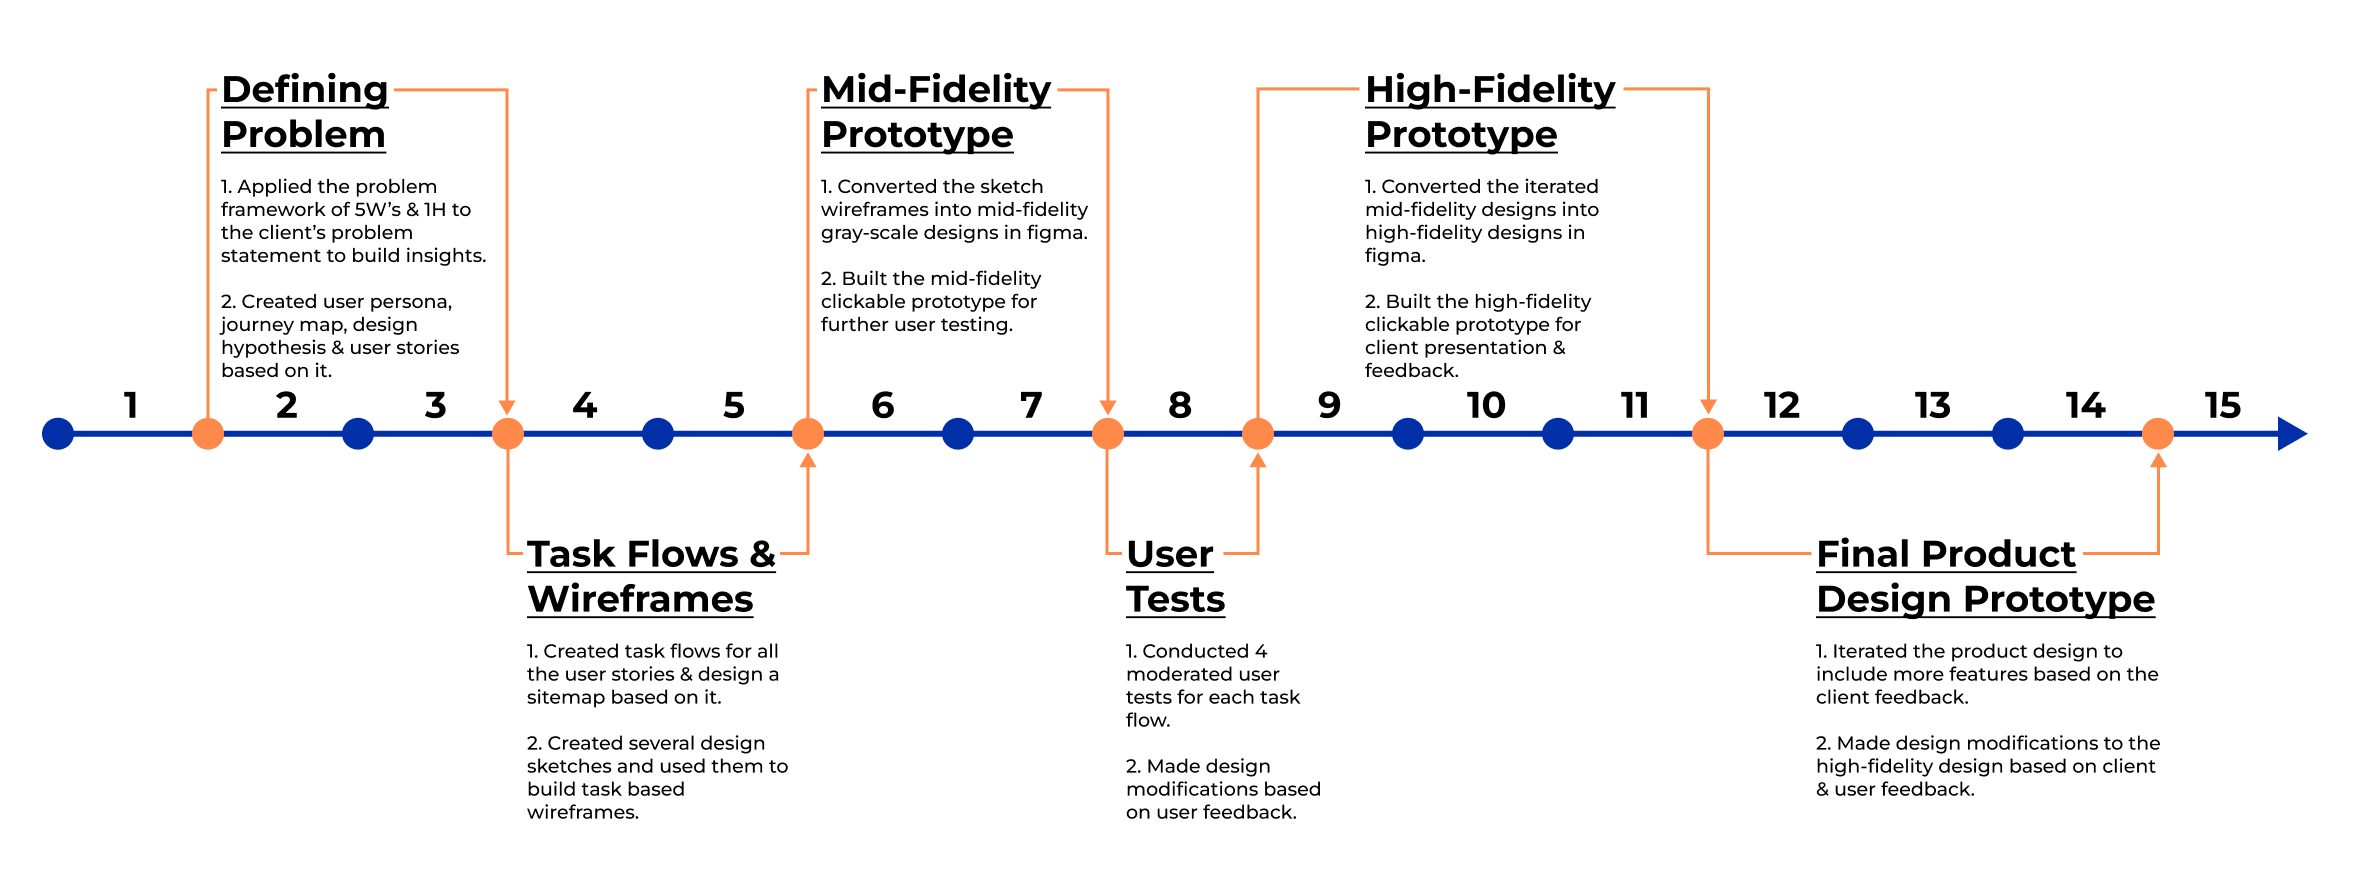 Defining
Problem
1. Applied the problem
framework of 5W’s & 1H to
the client’s problem
statement to build insights.
2. Created user persona,
journey map, design
hypothesis & user stories
based on it.
Mid-Fidelity
Prototype
1. Converted the sketch
wireframes into mid-fidelity
gray-scale designs in figma.
2. Built the mid-fidelity
clickable prototype for
further user testing.
High-Fidelity
Prototype
1. Converted the iterated
mid-fidelity designs into
high-fidelity designs in
figma.
2. Built the high-fidelity
clickable prototype for
client presentation &
feedback.
1 2 3 4 5 6 7 8 9 10 11 12 13 14 15
Task Flows &
Wireframes
1. Created task flows for all
the user stories & design a
sitemap based on it.
2. Created several design
sketches and used them to
build task based
wireframes.
User
Tests
1. Conducted 4
moderated user
tests for each task
flow.
2. Made design
modifications based
on user feedback.
Final Product
Design Prototype
1. Iterated the product design to
include more features based on the
client feedback.
2. Made design modifications to the
high-fidelity design based on client
& user feedback.